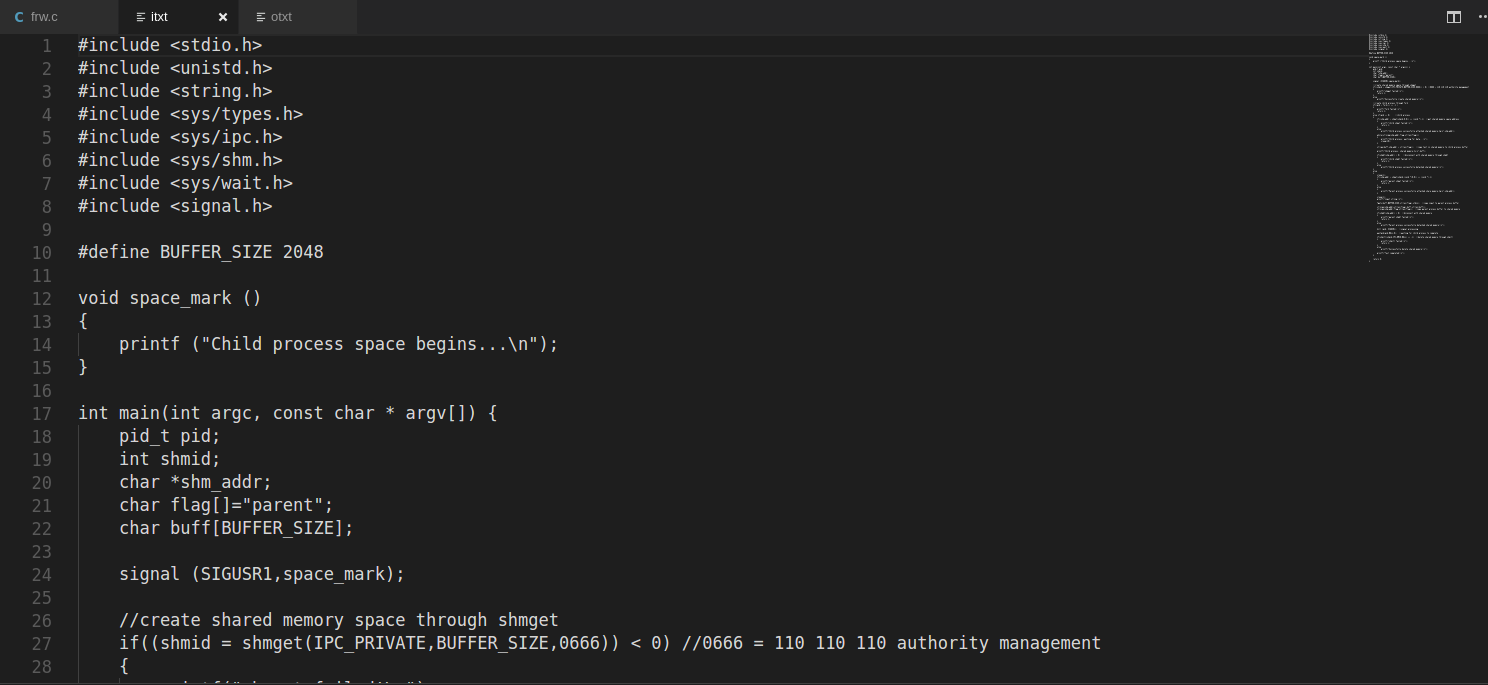 C frw.c itxt × otxt
1 #include <stdio.h>
2 #include <unistd.h>
3 #include <string.h>
4 #include <sys/types.h>
5 #include <sys/ipc.h>
6 #include <sys/shm.h>
7 #include <sys/wait.h>
8 #include <signal.h>
9
10 #define BUFFER_SIZE 2048
11
12 void space_mark ()
13 {
14     printf ("Child process space begins...\n");
15 }
16
17 int main(int argc, const char * argv[]) {
18     pid_t pid;
19     int shmid;
20     char *shm_addr;
21     char flag[]="parent";
22     char buff[BUFFER_SIZE];
23
24     signal (SIGUSR1,space_mark);
25
26     //create shared memory space through shmget
27     if((shmid = shmget(IPC_PRIVATE,BUFFER_SIZE,0666)) < 0) //0666 = 110 110 110 authority management
28     {